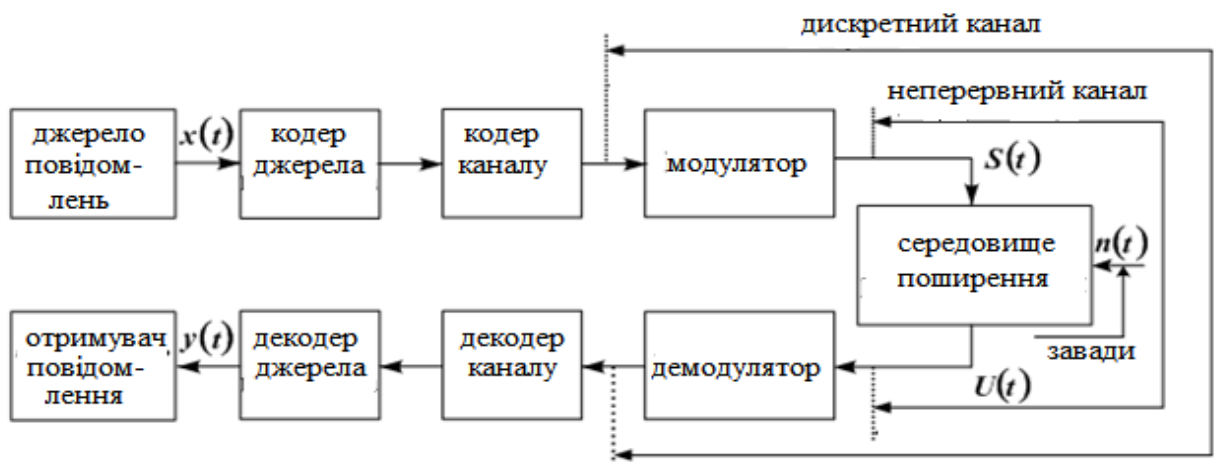 дискретний канал
неперервний канал
джерело
повідом-
лень
x(t)
кодер
джерела
кодер
каналу
модулятор
S(t)
середовище
поширення
n(t)
завади
U(t)
отримувач
повідом-
лення
y(t)
декодер
джерела
декодер
каналу
демодулятор